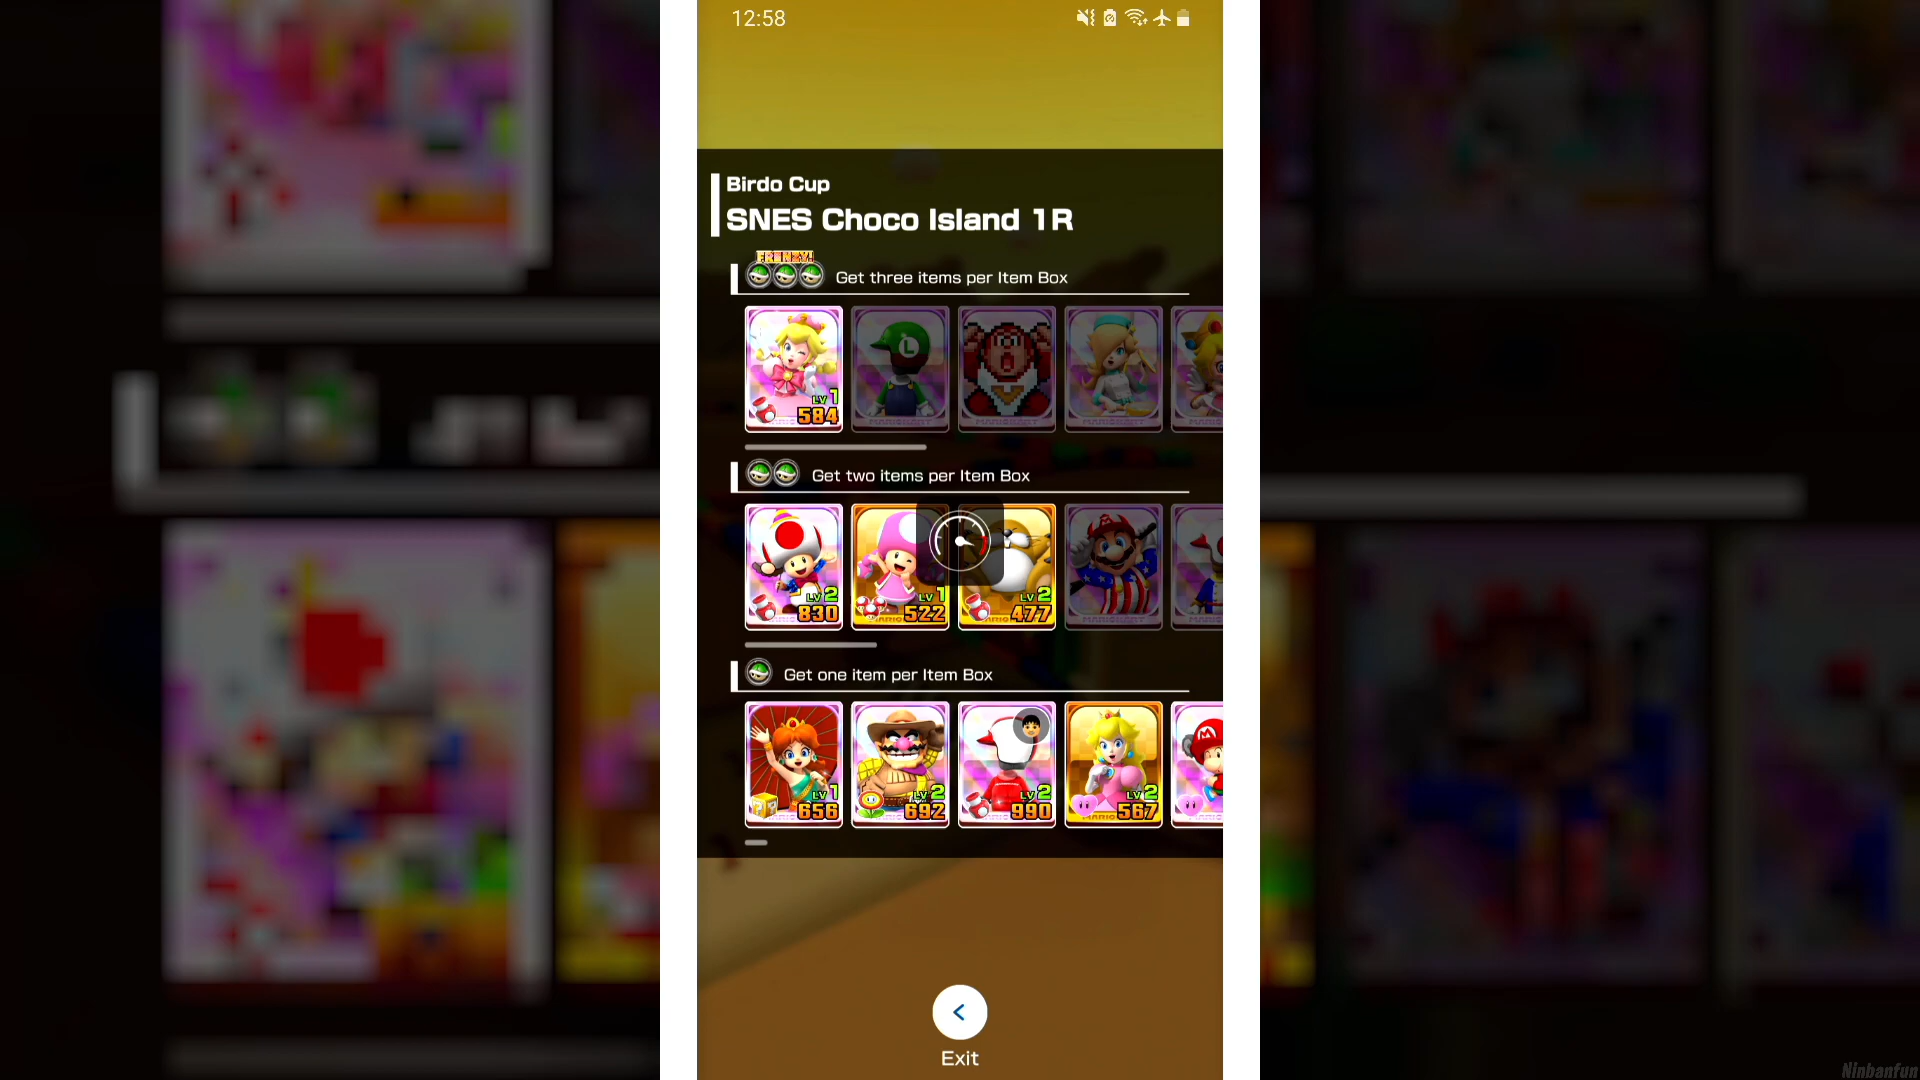 12:58
Birdo Cup
SNES Choco Island 1R
FRENZY!
Get three items per Item Box
L
LV 1
584
MARIOKART
Get two items per Item Box
LV 2
830
LV 1
522
LV 2
477
MARIOKART
Get one item per Item Box
LV 1
656
LV 2
692
LV 2
990
LV 2
567
M
Exit
Ninbanfun